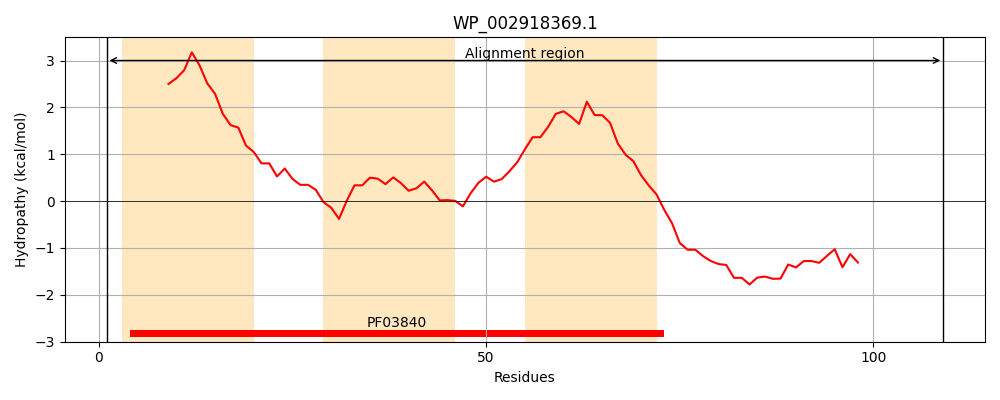 WP_002918369.1
Alignment region
Hydropathy (kcal/mol)
3
2
1
0
−1
−2
−3
PF03840
0
50
100
Residues